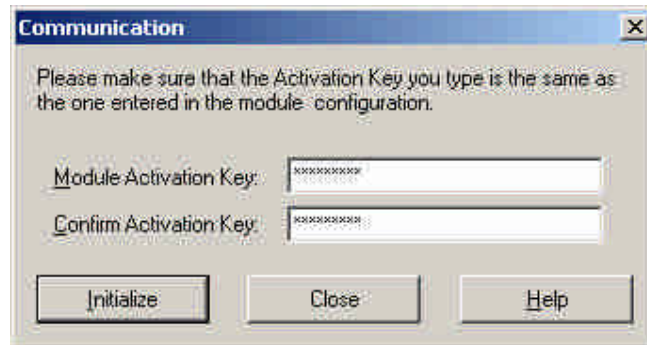 Communication
Please make sure that the Activation Key you type is the same as
the one entered in the module configuration.
Module Activation Key: *********
Confirm Activation Key: *********
Initialize Close Help